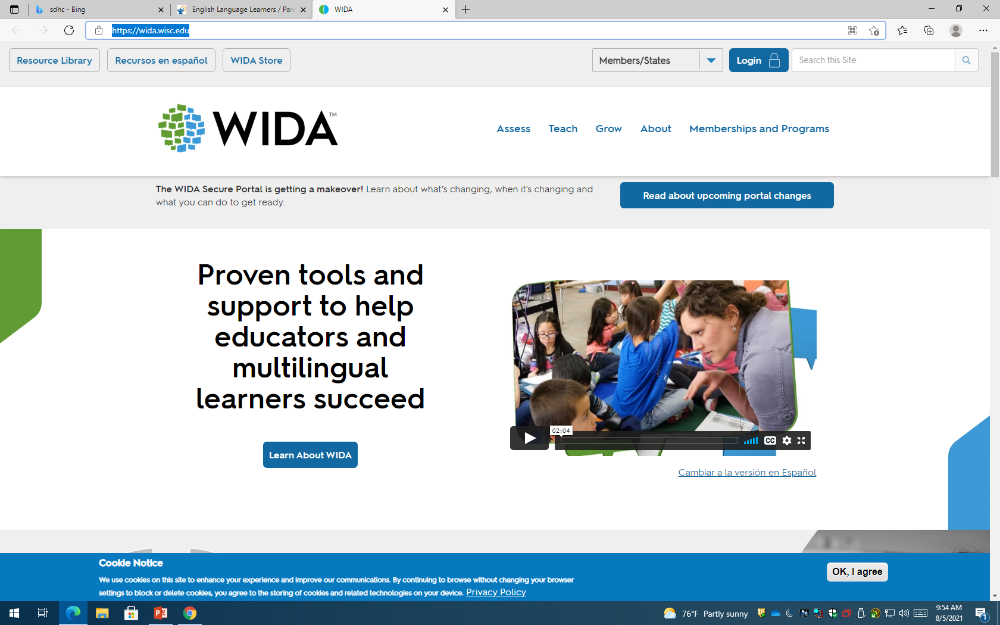 sdhc - Bing
English Language Learners / Pare
WIDA
https://wida.wisc.edu
Resource Library
Recursos en español
WIDA Store
Members/States
Login
Search this Site
WIDA™
Assess
Teach
Grow
About
Memberships and Programs
The WIDA Secure Portal is getting a makeover! Learn about what’s changing, when it's changing and
what you can do to get ready.
Read about upcoming portal changes
Proven tools and
support to help
educators and
multilingual
learners succeed
Learn About WIDA
02:04
CC
Cambiar a la versión en Español
Cookie Notice
We use cookies on this site to enhance your experience and improve our communications. By continuing to browse without changing your browser
settings to block or delete cookies, you agree to the storing of cookies and related technologies on your device. Privacy Policy
OK, I agree
76°F Partly sunny
9:54 AM
8/5/2021
1